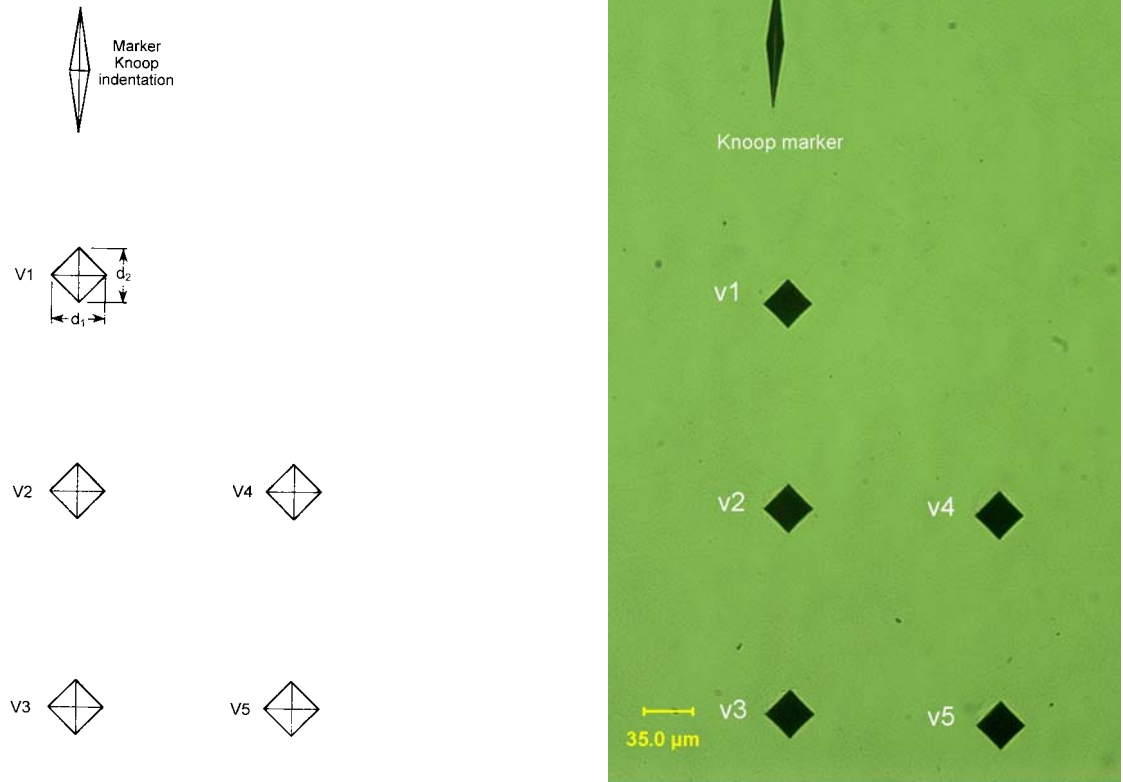 Marker
Knoop
indentation
V1
d₂
d₁
V2
V4
V3
V5
Knoop marker
v1
v2
v4
v3
v5
35.0 µm